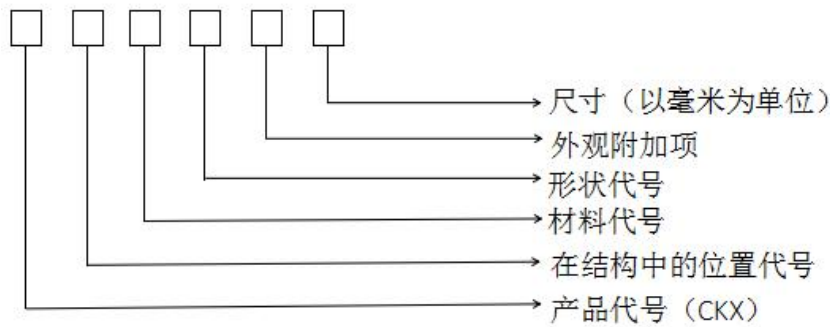 尺寸（以毫米为单位）
外观附加项
形状代号
材料代号
在结构中的位置代号
产品代号（CKX）